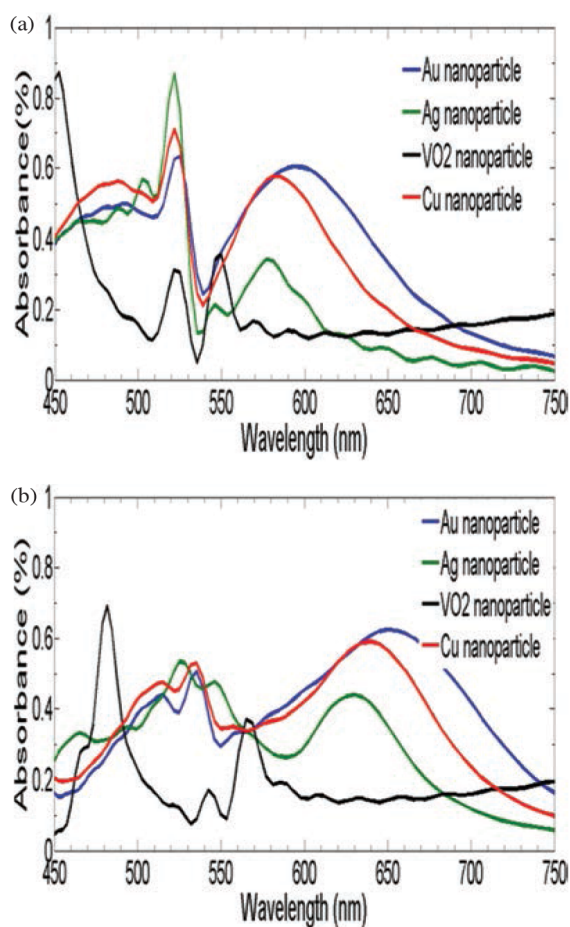 (a)
1
0.8
0.6
0.4
0.2
0
Absorbance(%)
Au nanoparticle
Ag nanoparticle
VO2 nanoparticle
Cu nanoparticle
450 500 550 600 650 700 750
Wavelength (nm)
(b)
1
0.8
0.6
0.4
0.2
0
Absorbance (%)
Au nanoparticle
Ag nanoparticle
VO2 nanoparticle
Cu nanoparticle
450 500 550 600 650 700 750
Wavelength (nm)